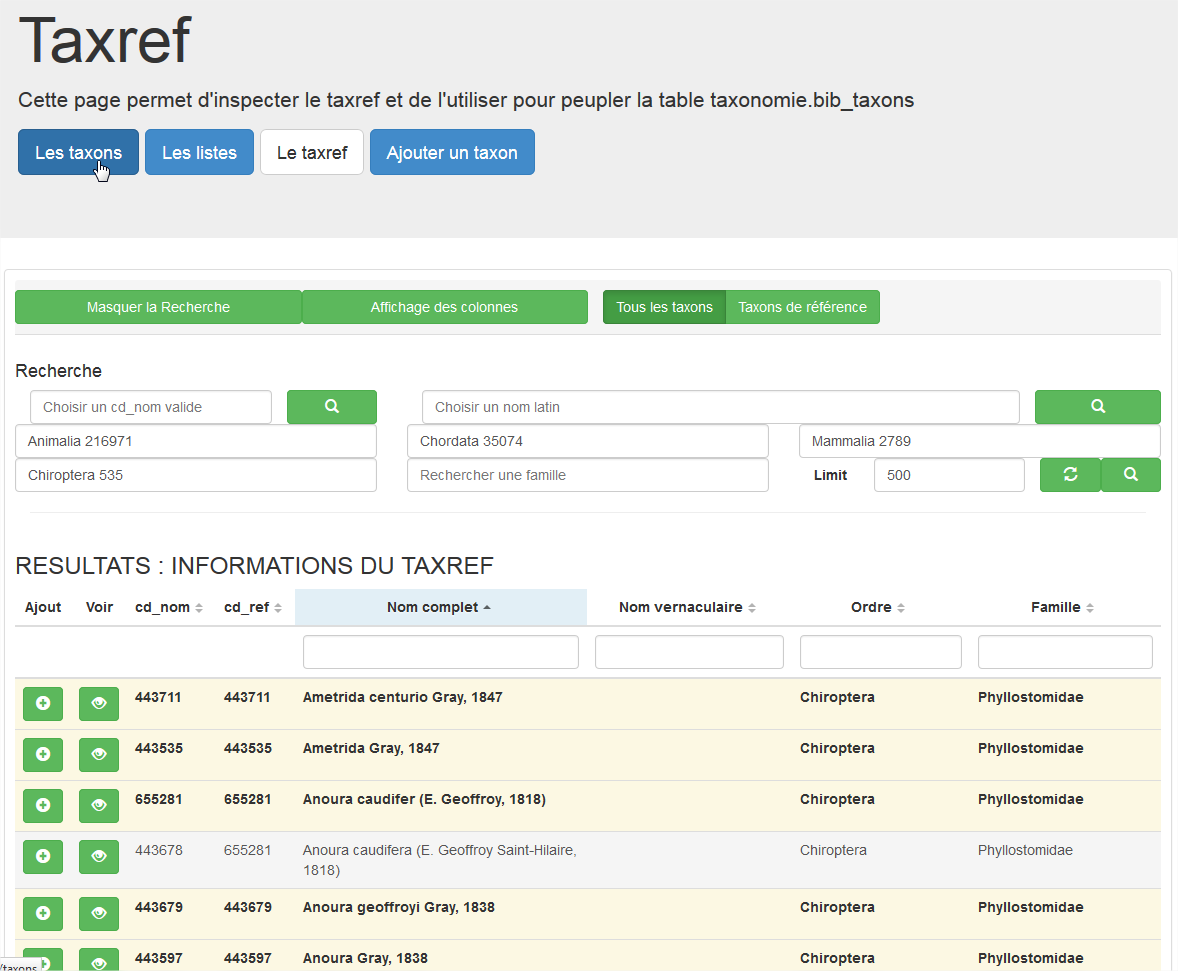 Taxref
Cette page permet d'inspecter le taxref et de l'utiliser pour peupler la table taxonomie.bib_taxons
Les taxons Les listes Le taxref Ajouter un taxon
Masquer la Recherche Affichage des colonnes Tous les taxons Taxons de référence
Recherche
Choisir un cd_nom valide Choisir un nom latin
Animalia 216971 Chordata 35074 Mammalia 2789
Chiroptera 535 Rechercher une famille Limit 500
RESULTATS : INFORMATIONS DU TAXREF
Ajout Voir cd_nom cd_ref Nom complet Nom vernaculaire Ordre Famille
443711 443711 Ametrida centurio Gray, 1847 Chiroptera Phyllostomidae
443535 443535 Ametrida Gray, 1847 Chiroptera Phyllostomidae
655281 655281 Anoura caudifer (E. Geoffroy, 1818) Chiroptera Phyllostomidae
443678 655281 Anoura caudifera (E. Geoffroy Saint-Hilaire, Chiroptera Phyllostomidae
1818)
443679 443679 Anoura geoffroyi Gray, 1838 Chiroptera Phyllostomidae
443597 443597 Anoura Gray, 1838 Chiroptera Phyllostomidae
/taxons